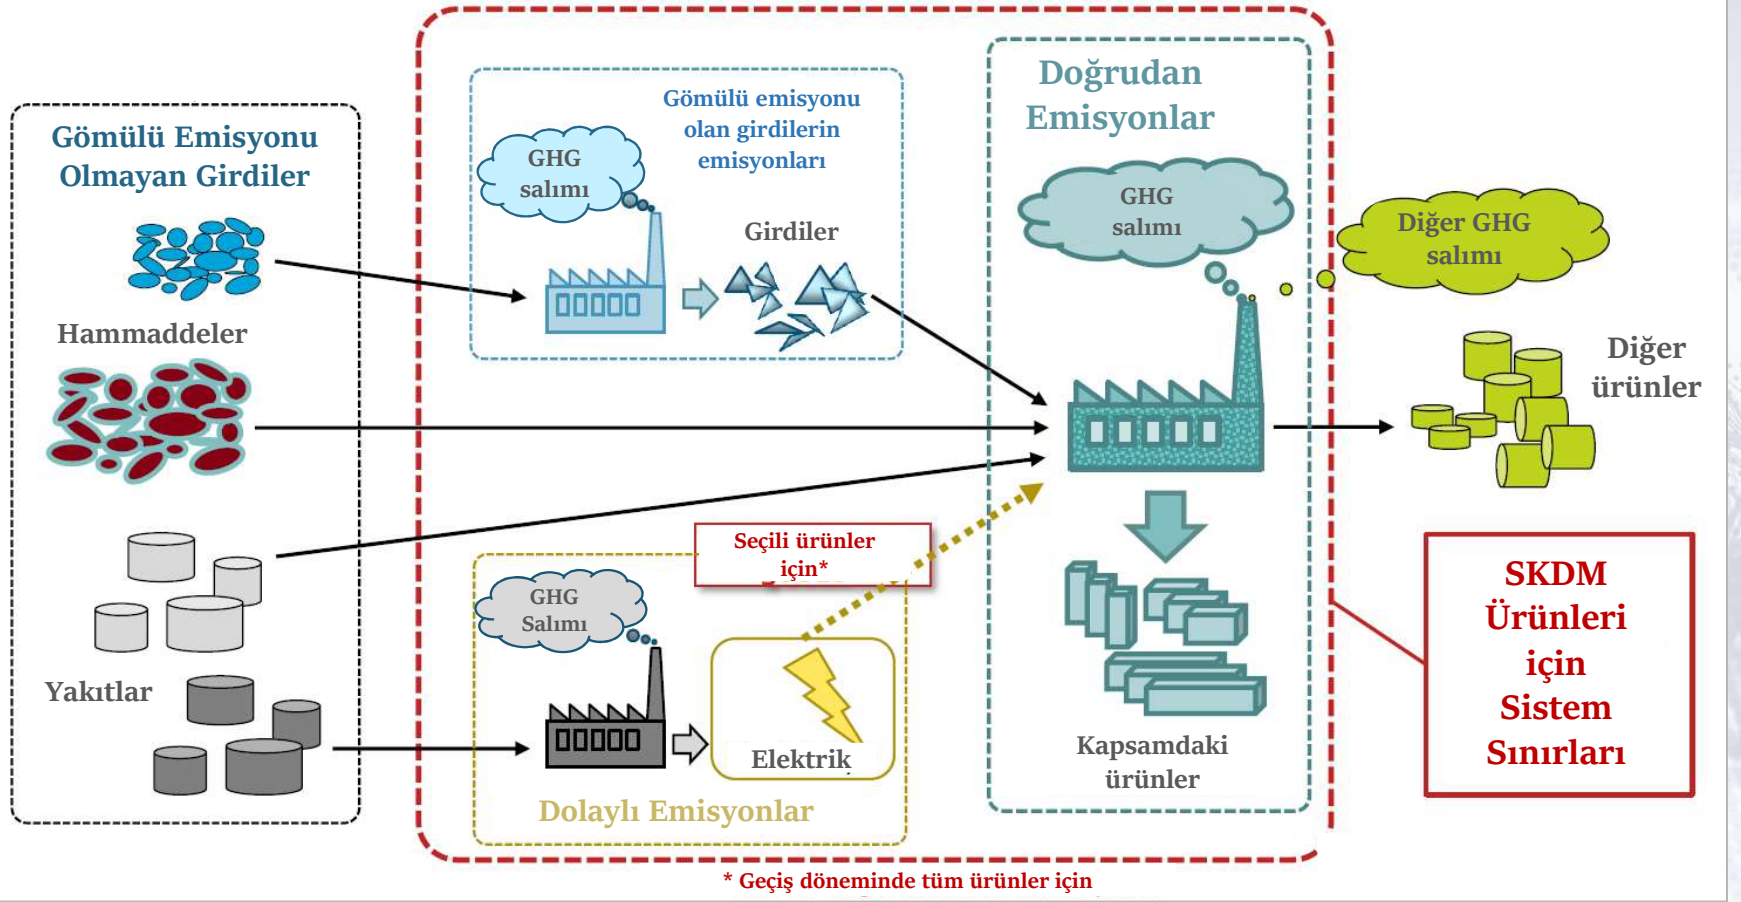 Gömülü Emisyonu
Olmayan Girdiler
Hammaddeler
Yakıtlar
Gömülü emisyonu
olan girdilerin
emisyonları
GHG
salımı
Girdiler
Seçili ürünler
için*
GHG
Salımı
Elektrik
Dolaylı Emisyonlar
Doğrudan
Emisyonlar
GHG
salımı
Kapsamdaki
ürünler
Diğer GHG
salımı
Diğer
ürünler
SKDM
Ürünleri
için
Sistem
Sınırları
* Geçiş döneminde tüm ürünler için